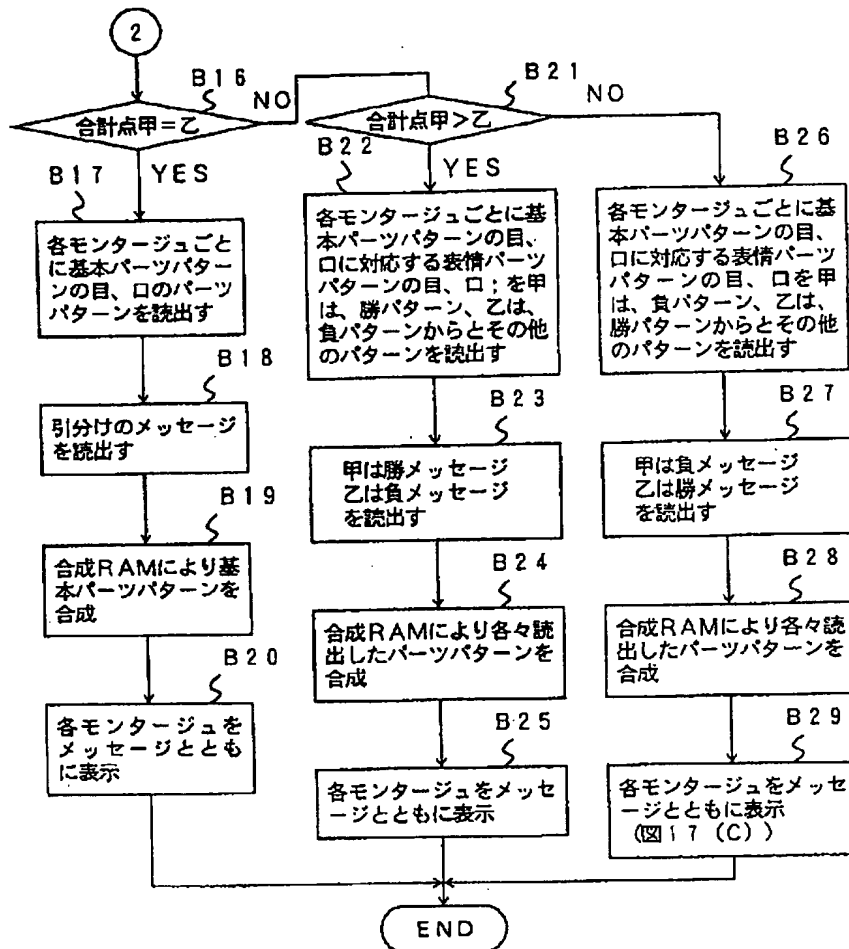 2
B16
合計点甲=乙
NO
YES
B17
各モンタージュごと
に基本パーツパター
ンの目、口のパーツ
パターンを読出す
B18
引分けのメッセージ
を読出す
B19
合成RAMにより基
本パーツパターンを
合成
B20
各モンタージュを
メッセージととも
に表示
B21
合計点甲>乙
NO
YES
B22
各モンタージュごとに基
本パーツパターンの目、
口に対応する表情パーツ
パターンの目、口;を甲
は、勝パターン、乙は、
負パターンからとその他
のパターンを読出す
B23
甲は勝メッセージ
乙は負メッセージ
を読出す
B24
合成RAMにより各々読
出したパーツパターンを
合成
B25
各モンタージュをメッセ
ージとともに表示
B26
各モンタージュごとに基
本パーツパターンの目、
口に対応する表情パーツ
パターンの目、口を甲
は、負パターン、乙は、
勝パターンからとその他
のパターンを読出す
B27
甲は負メッセージ
乙は勝メッセージ
を読出す
B28
合成RAMにより各々読
出したパーツパターンを
合成
B29
各モンタージュをメッセ
ージとともに表示
(図17(C))
END